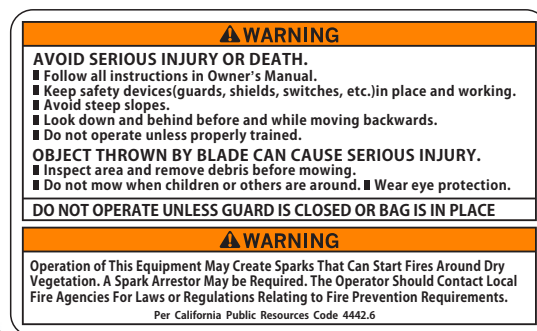 WARNING
AVOID SERIOUS INJURY OR DEATH.
Follow all instructions in Owner's Manual.
Keep safety devices(guards, shields, switches, etc.)in place and working.
Avoid steep slopes.
Look down and behind before and while moving backwards.
Do not operate unless properly trained.
OBJECT THROWN BY BLADE CAN CAUSE SERIOUS INJURY.
Inspect area and remove debris before mowing.
Do not mow when children or others are around. Wear eye protection.
DO NOT OPERATE UNLESS GUARD IS CLOSED OR BAG IS IN PLACE
WARNING
Operation of This Equipment May Create Sparks That Can Start Fires Around Dry
Vegetation. A Spark Arrestor May be Required. The Operator Should Contact Local
Fire Agencies For Laws or Regulations Relating to Fire Prevention Requirements.
Per California Public Resources Code 4442.6